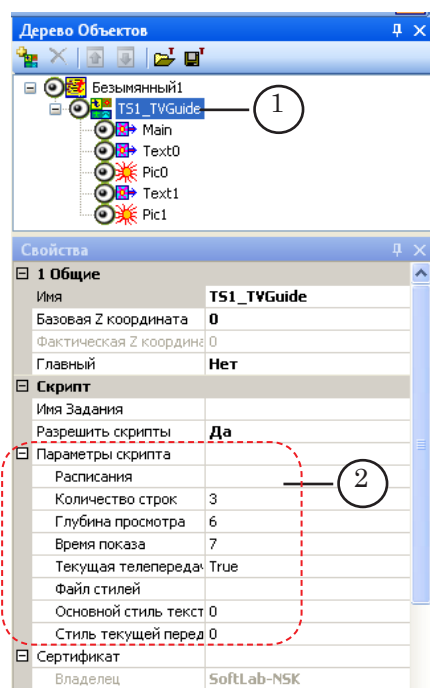 Дерево Объектов
Безымянный1
TS1_TVGuide
1
Main
Text0
Pic0
Text1
Pic1
Свойства
1 Общие
Имя TS1_TVGuide
Базовая Z координата 0
Фактическая Z координа 0
Главный Нет
Скрипт
Имя Задания
Разрешить скрипты Да
Параметры скрипта
Расписания
2
Количество строк 3
Глубина просмотра 6
Время показа 7
Текущая телепередач True
Файл стилей
Основной стиль текст 0
Стиль текущей перед 0
Сертификат
Владелец SoftLab-NSK